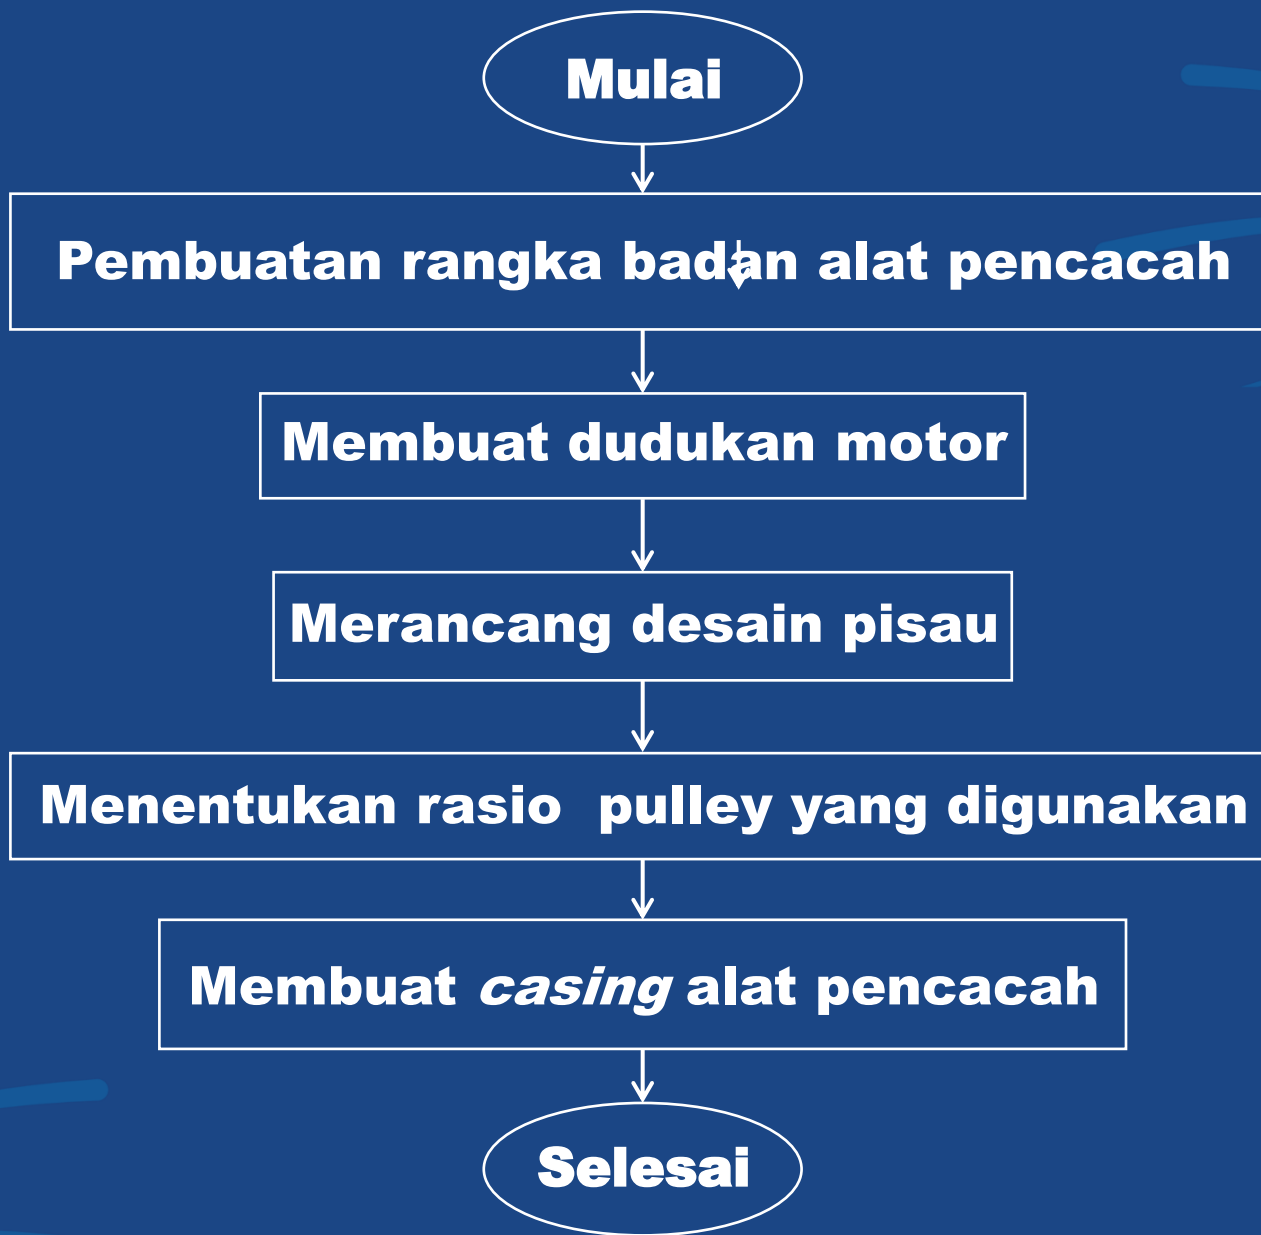 Mulai
Pembuatan rangka badan alat pencacah
Membuat dudukan motor
Merancang desain pisau
Menentukan rasio  pulley yang digunakan
Membuat casing alat pencacah
Selesai